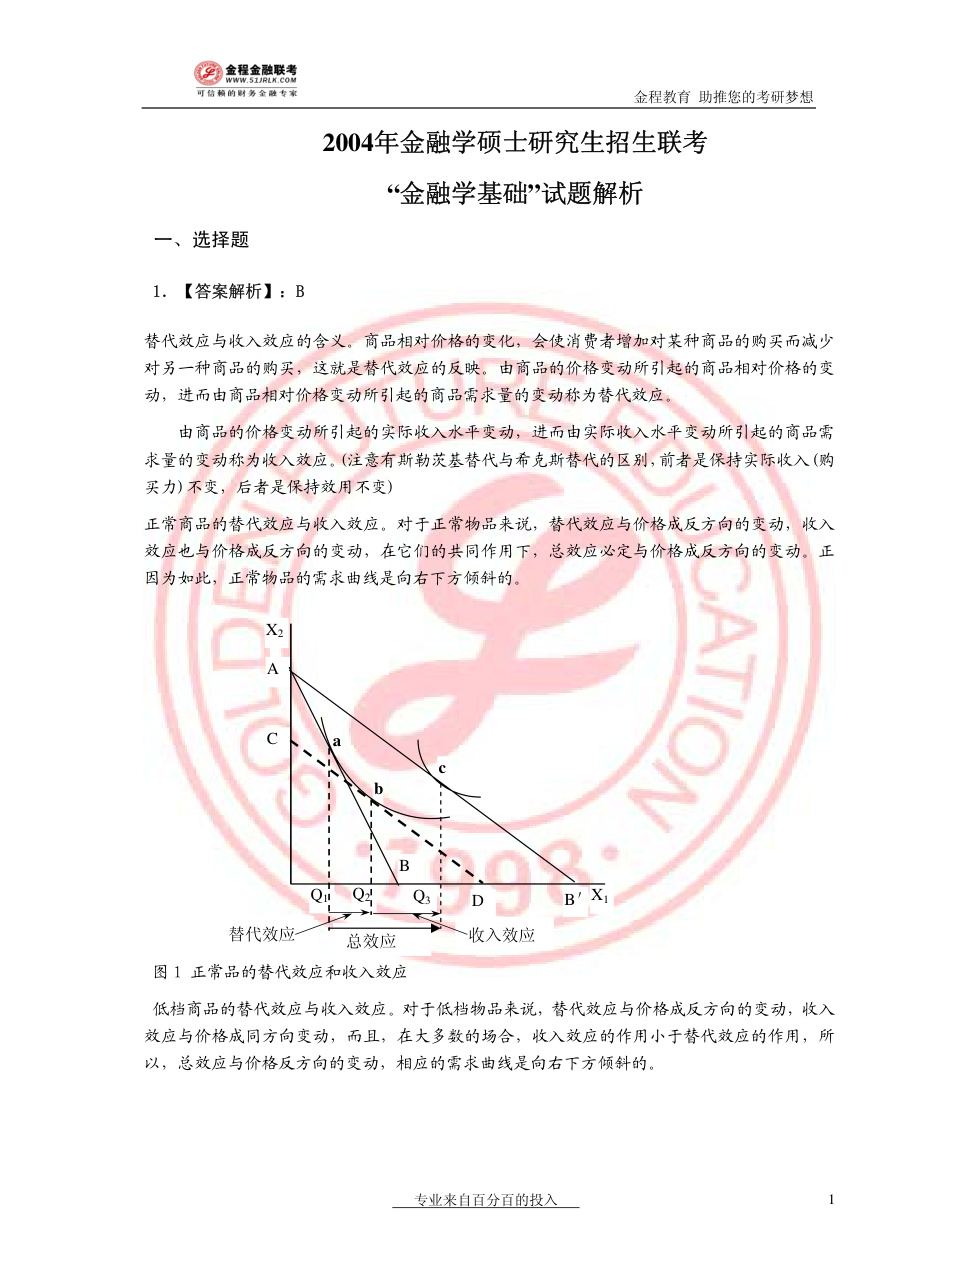 金程金融联考
WWW.51JRLK.COM
可信赖的财务金融专家
金程教育 助推您的考研梦想
2004年金融学硕士研究生招生联考
“金融学基础”试题解析
一、选择题
1. 【答案解析】：B
替代效应与收入效应的含义。商品相对价格的变化，会使消费者增加对某种商品的购买而减少
对另一种商品的购买，这就是替代效应的反映。由商品的价格变动所引起的商品相对价格的变
动，进而由商品相对价格变动所引起的商品需求量的变动称为替代效应。
由商品的价格变动所引起的实际收入水平变动，进而由实际收入水平变动所引起的商品需
求量的变动称为收入效应。(注意有斯勒茨基替代与希克斯替代的区别,前者是保持实际收入(购
买力)不变，后者是保持效用不变)
正常商品的替代效应与收入效应。对于正常物品来说，替代效应与价格成反方向的变动，收入
效应也与价格成反方向的变动，在它们的共同作用下，总效应必定与价格成反方向的变动。正
因为如此，正常物品的需求曲线是向右下方倾斜的。
X2
A
C
a
c
b
B
Q1 Q2 Q3 D B′ X1
替代效应 总效应 收入效应
图 1 正常品的替代效应和收入效应
低档商品的替代效应与收入效应。对于低档物品来说，替代效应与价格成反方向的变动，收入
效应与价格成同方向变动，而且，在大多数的场合，收入效应的作用小于替代效应的作用，所
以，总效应与价格反方向的变动，相应的需求曲线是向右下方倾斜的。
GOLDEN FUTURE EDUCATION
·1998·
专业来自百分百的投入 1